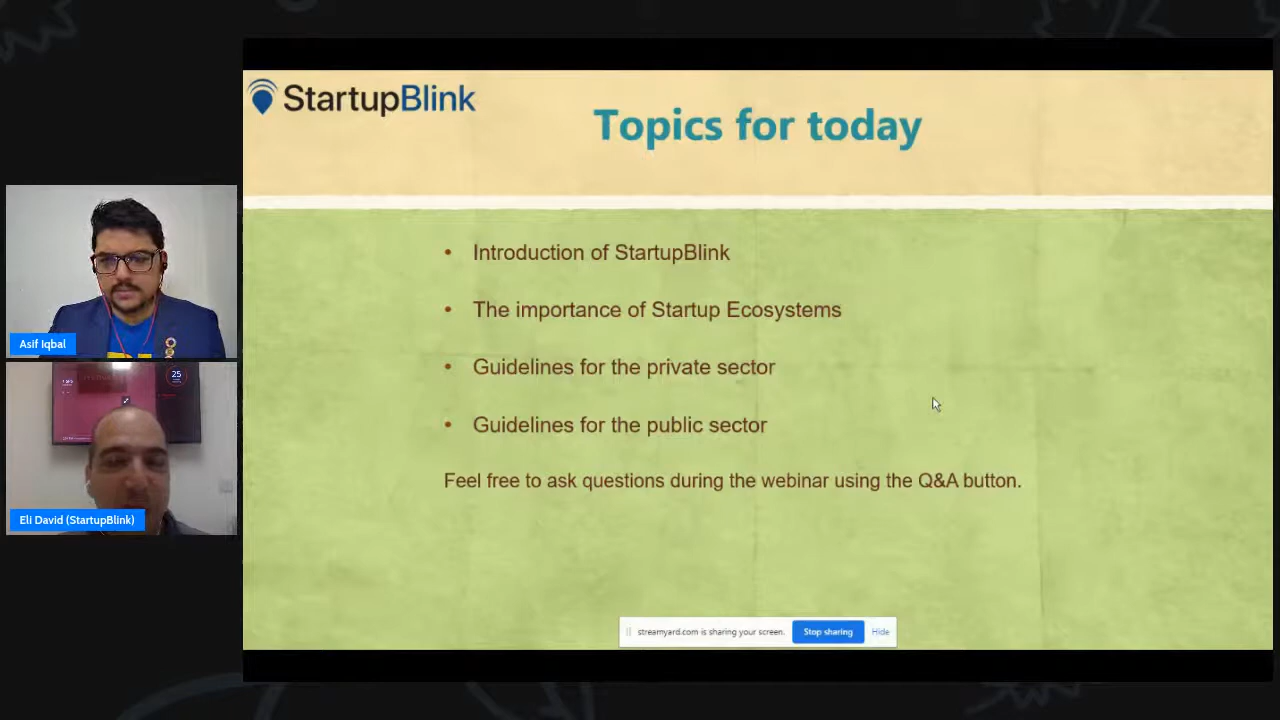 StartupBlink
Topics for today
• Introduction of StartupBlink
• The importance of Startup Ecosystems
• Guidelines for the private sector
• Guidelines for the public sector
Feel free to ask questions during the webinar using the Q&A button.
Asif Iqbal
25
Eli David (StartupBlink)
streamyard.com is sharing your screen.
Stop sharing
Hide